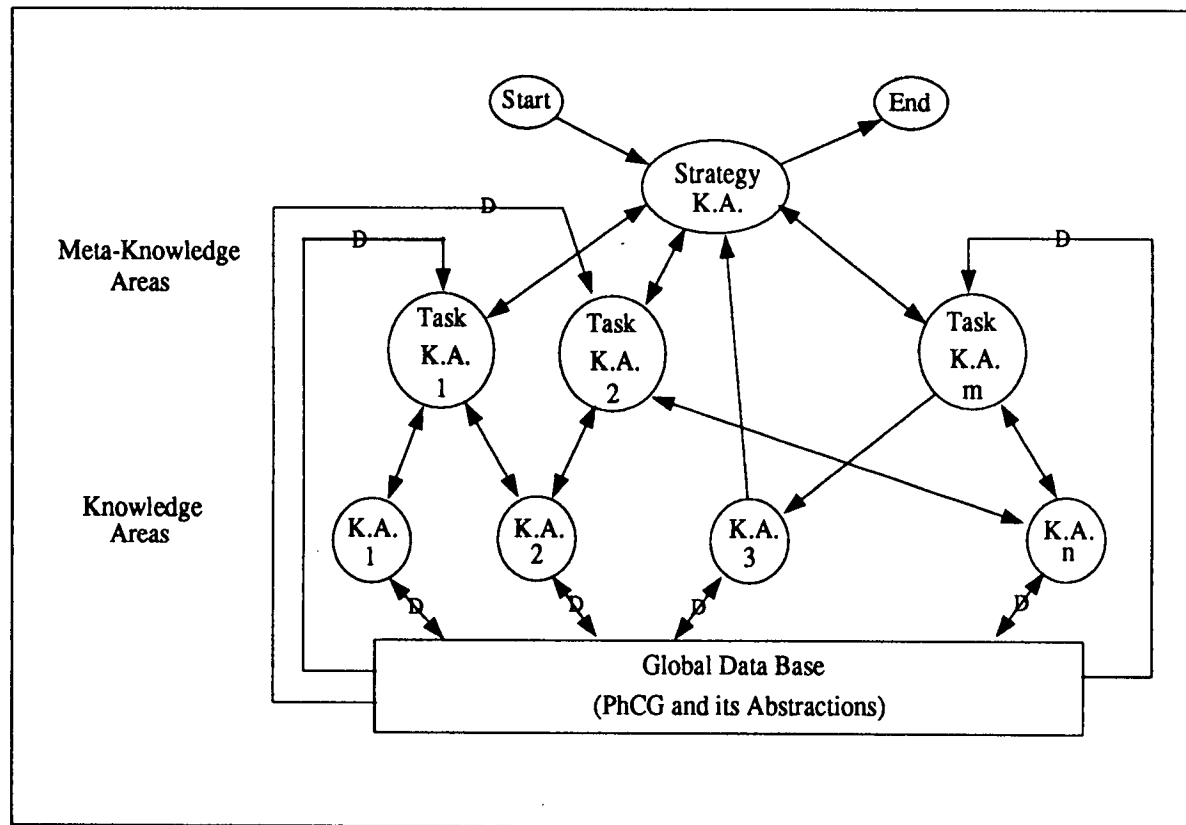 Start
End
Strategy
K.A.
D
D
D
Meta-Knowledge
Areas
Task
K.A.
1
Task
K.A.
2
Task
K.A.
m
Knowledge
Areas
K.A.
1
K.A.
2
K.A.
3
K.A.
n
D
D
D
D
Global Data Base
(PhCG and its Abstractions)